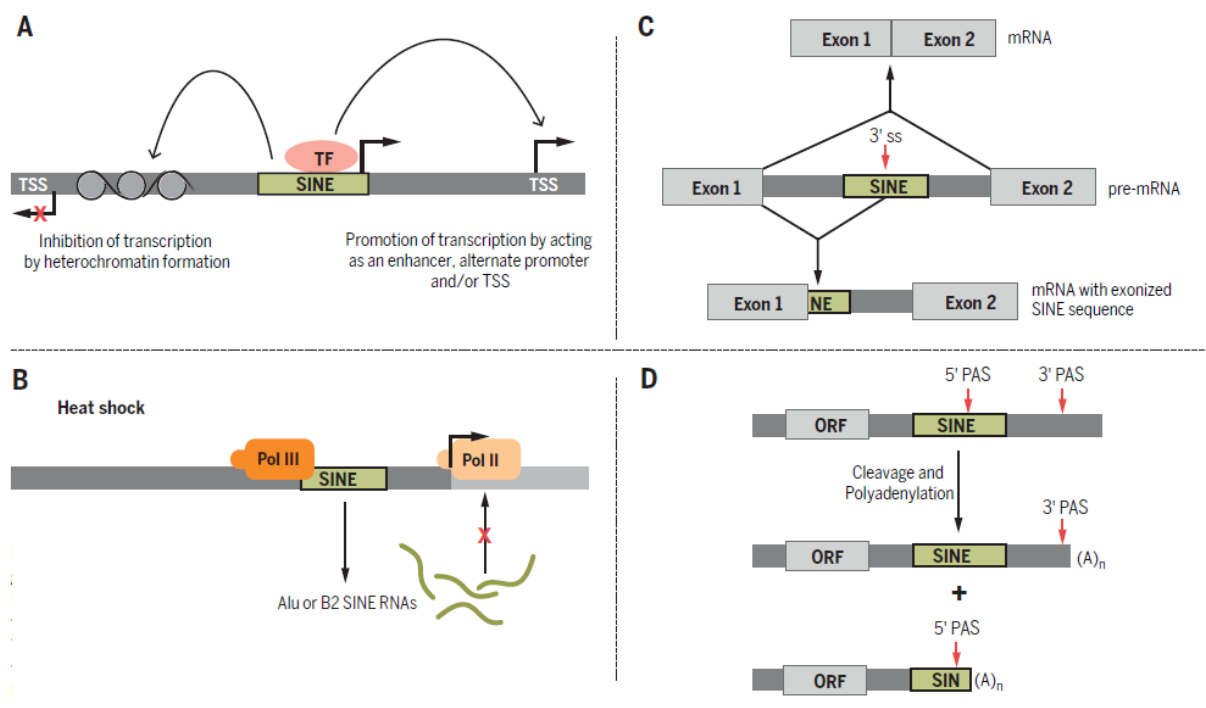 A
TF
TSS
SINE
TSS
X
Inhibition of transcription
by heterochromatin formation
Promotion of transcription by acting
as an enhancer, alternate promoter
and/or TSS
B
Heat shock
Pol III
SINE
Pol II
X
Alu or B2 SINE RNAs
C
Exon 1
Exon 2
mRNA
3' ss
Exon 1
SINE
Exon 2
pre-mRNA
Exon 1
NE
Exon 2
mRNA with exonized
SINE sequence
D
5' PAS
3' PAS
ORF
SINE
Cleavage and
Polyadenylation
3' PAS
ORF
SINE
(A)n
+
5' PAS
ORF
SIN
(A)n